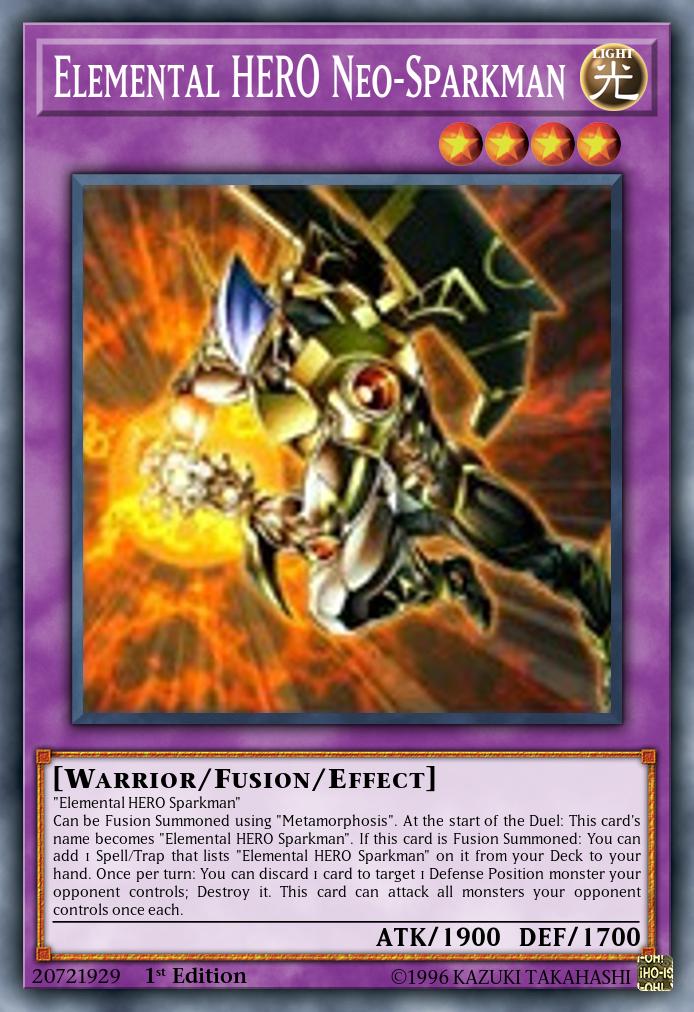 Elemental HERO Neo-Sparkman
LIGHT
光
[Warrior/Fusion/Effect]
"Elemental HERO Sparkman"
Can be Fusion Summoned using "Metamorphosis". At the start of the Duel: This card's
name becomes "Elemental HERO Sparkman". If this card is Fusion Summoned: You can
add 1 Spell/Trap that lists "Elemental HERO Sparkman" on it from your Deck to your
hand. Once per turn: You can discard 1 card to target 1 Defense Position monster your
opponent controls; Destroy it. This card can attack all monsters your opponent
controls once each.
ATK/1900 DEF/1700
20721929 1st Edition ©1996 KAZUKI TAKAHASHI